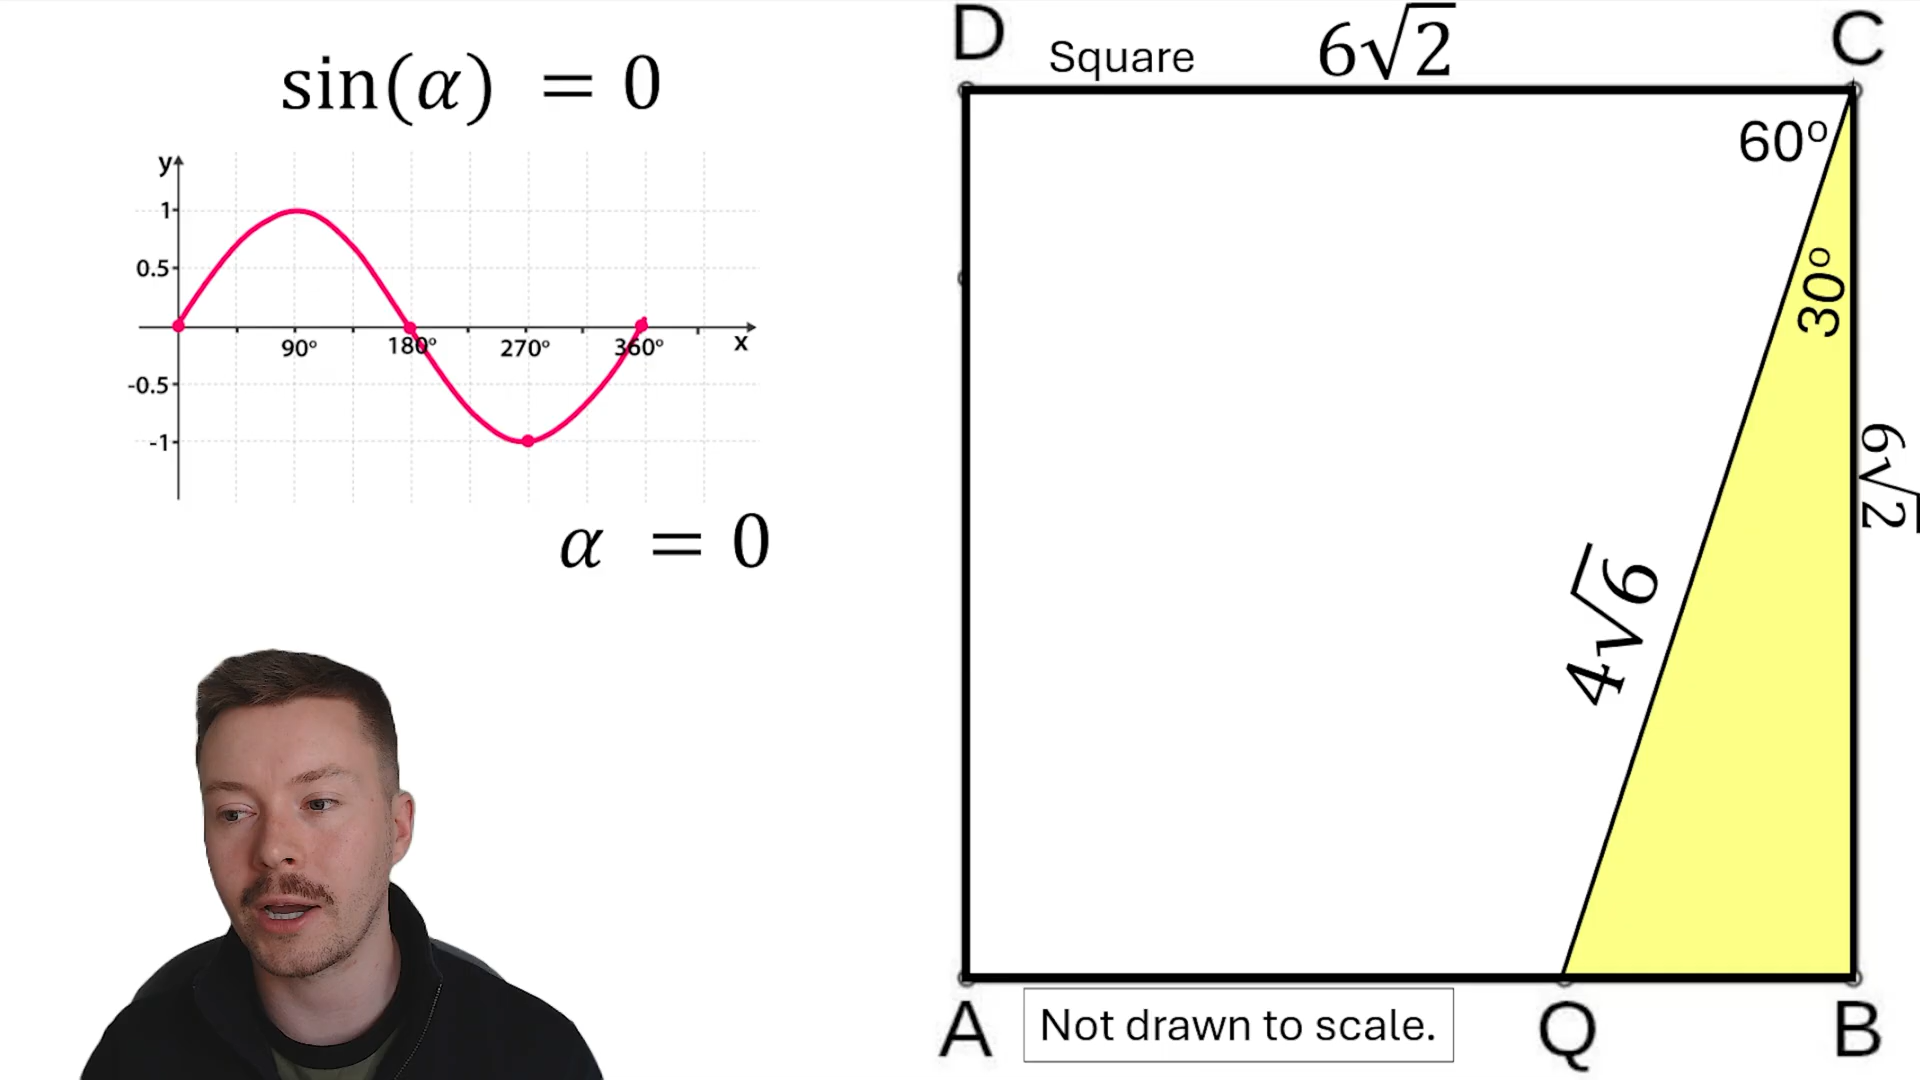 sin(α) = 0
y
1
0.5
-0.5
-1
90° 180° 270° 360° x
α = 0
D Square 6√2 C
60°
30°
6√2
4√6
A Not drawn to scale. Q B